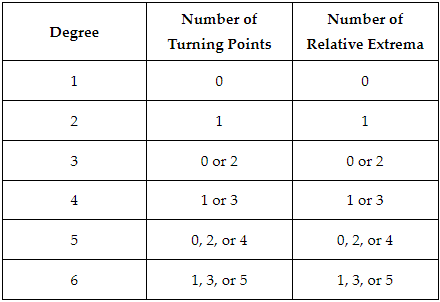 Degree Number of Turning Points Number of Relative Extrema
1 0 0
2 1 1
3 0 or 2 0 or 2
4 1 or 3 1 or 3
5 0, 2, or 4 0, 2, or 4
6 1, 3, or 5 1, 3, or 5